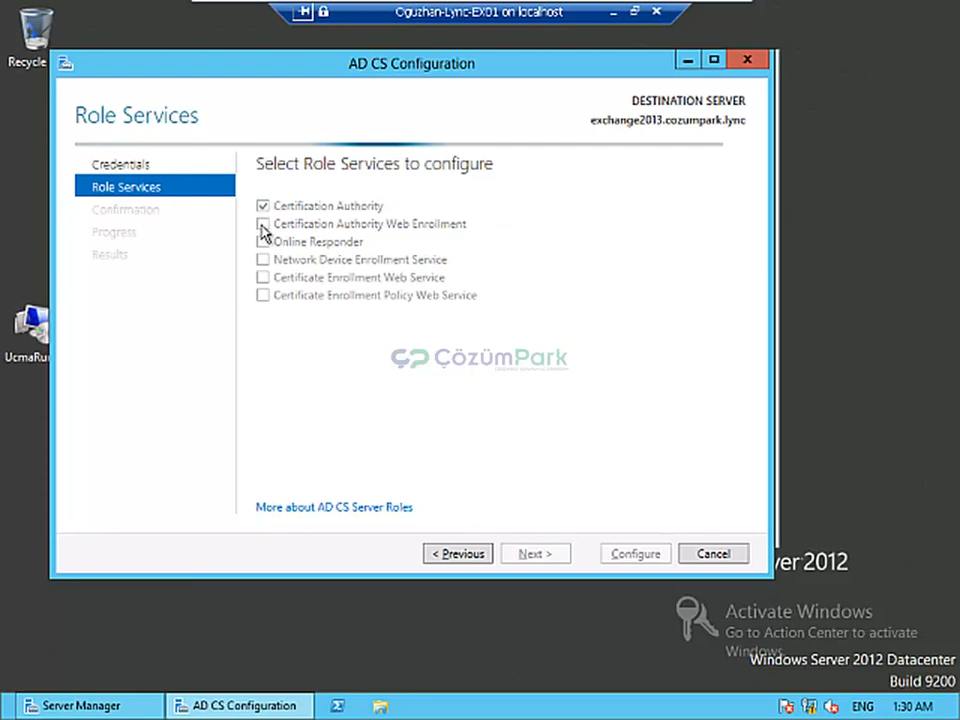 Oguzhan-Lync-EX01 on localhost
Recycle
AD CS Configuration
Role Services
DESTINATION SERVER
exchange2013.cozumpark.lync
Credentials
Role Services
Confirmation
Progress
Results
Select Role Services to configure
Certification Authority
Certification Authority Web Enrollment
Online Responder
Network Device Enrollment Service
Certificate Enrollment Web Service
Certificate Enrollment Policy Web Service
UcmaRu
ÇözümPark
More about AD CS Server Roles
< Previous
Next >
Configure
Cancel
ver 2012
Activate Windows
Go to Action Center to activate
Windows.
Windows Server 2012 Datacenter
Build 9200
Server Manager
AD CS Configuration
ENG
1:30 AM